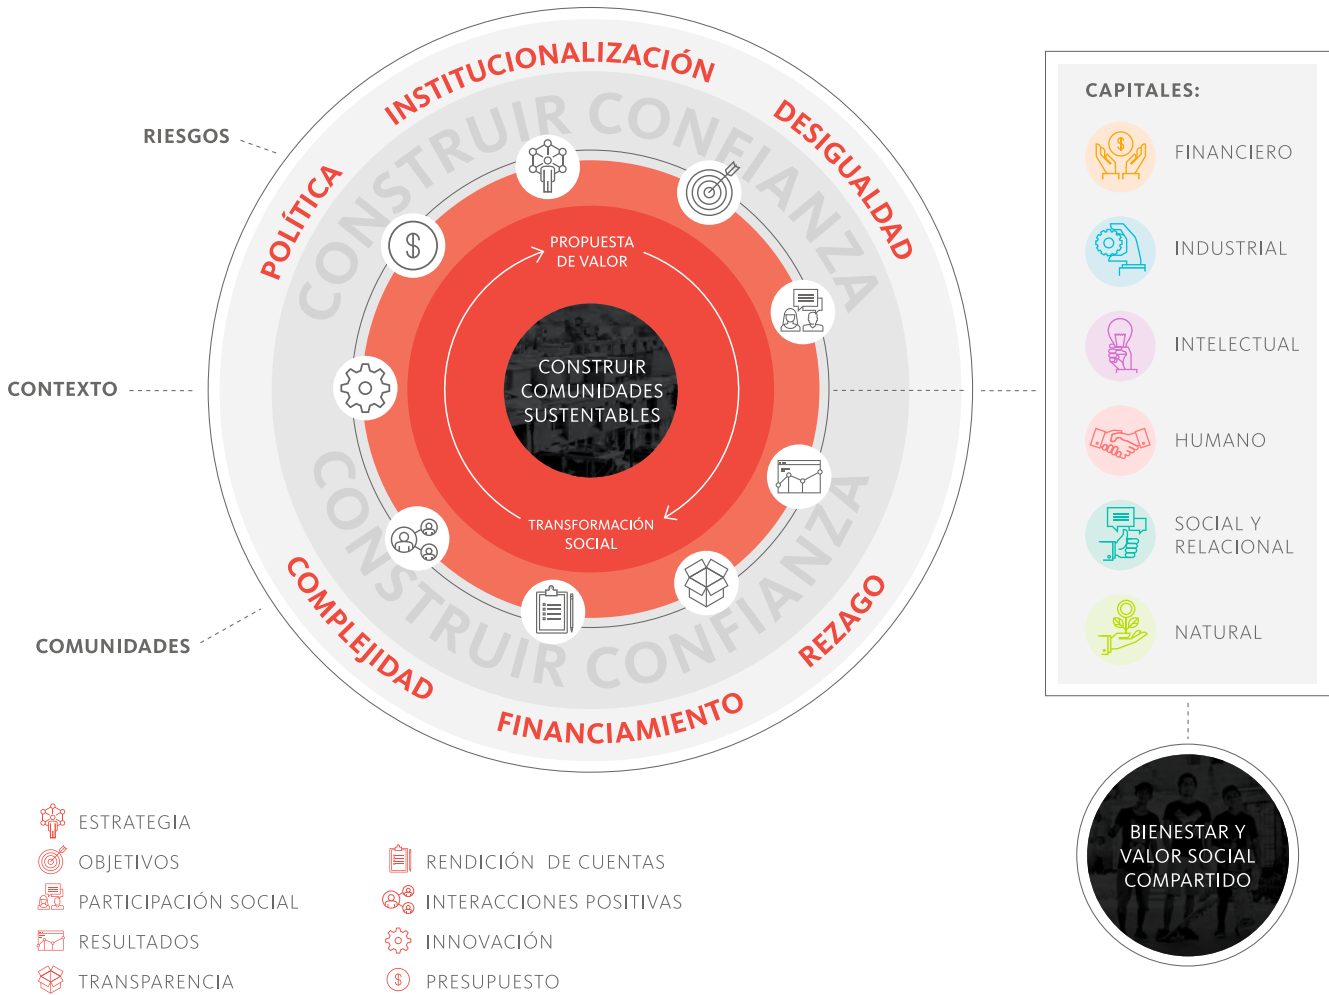 RIESGOS
CONTEXTO
COMUNIDADES
POLÍTICA
INSTITUCIONALIZACIÓN
DESIGUALDAD
COMPLEJIDAD
FINANCIAMIENTO
REZAGO
CONSTRUIR CONFIANZA
CONSTRUIR CONFIANZA
PROPUESTA
DE VALOR
CONSTRUIR
COMUNIDADES
SUSTENTABLES
TRANSFORMACIÓN
SOCIAL
CAPITALES:
FINANCIERO
INDUSTRIAL
INTELECTUAL
HUMANO
SOCIAL Y
RELACIONAL
NATURAL
BIENESTAR Y
VALOR SOCIAL
COMPARTIDO
ESTRATEGIA
OBJETIVOS
PARTICIPACIÓN SOCIAL
RESULTADOS
TRANSPARENCIA
RENDICIÓN DE CUENTAS
INTERACCIONES POSITIVAS
INNOVACIÓN
PRESUPUESTO